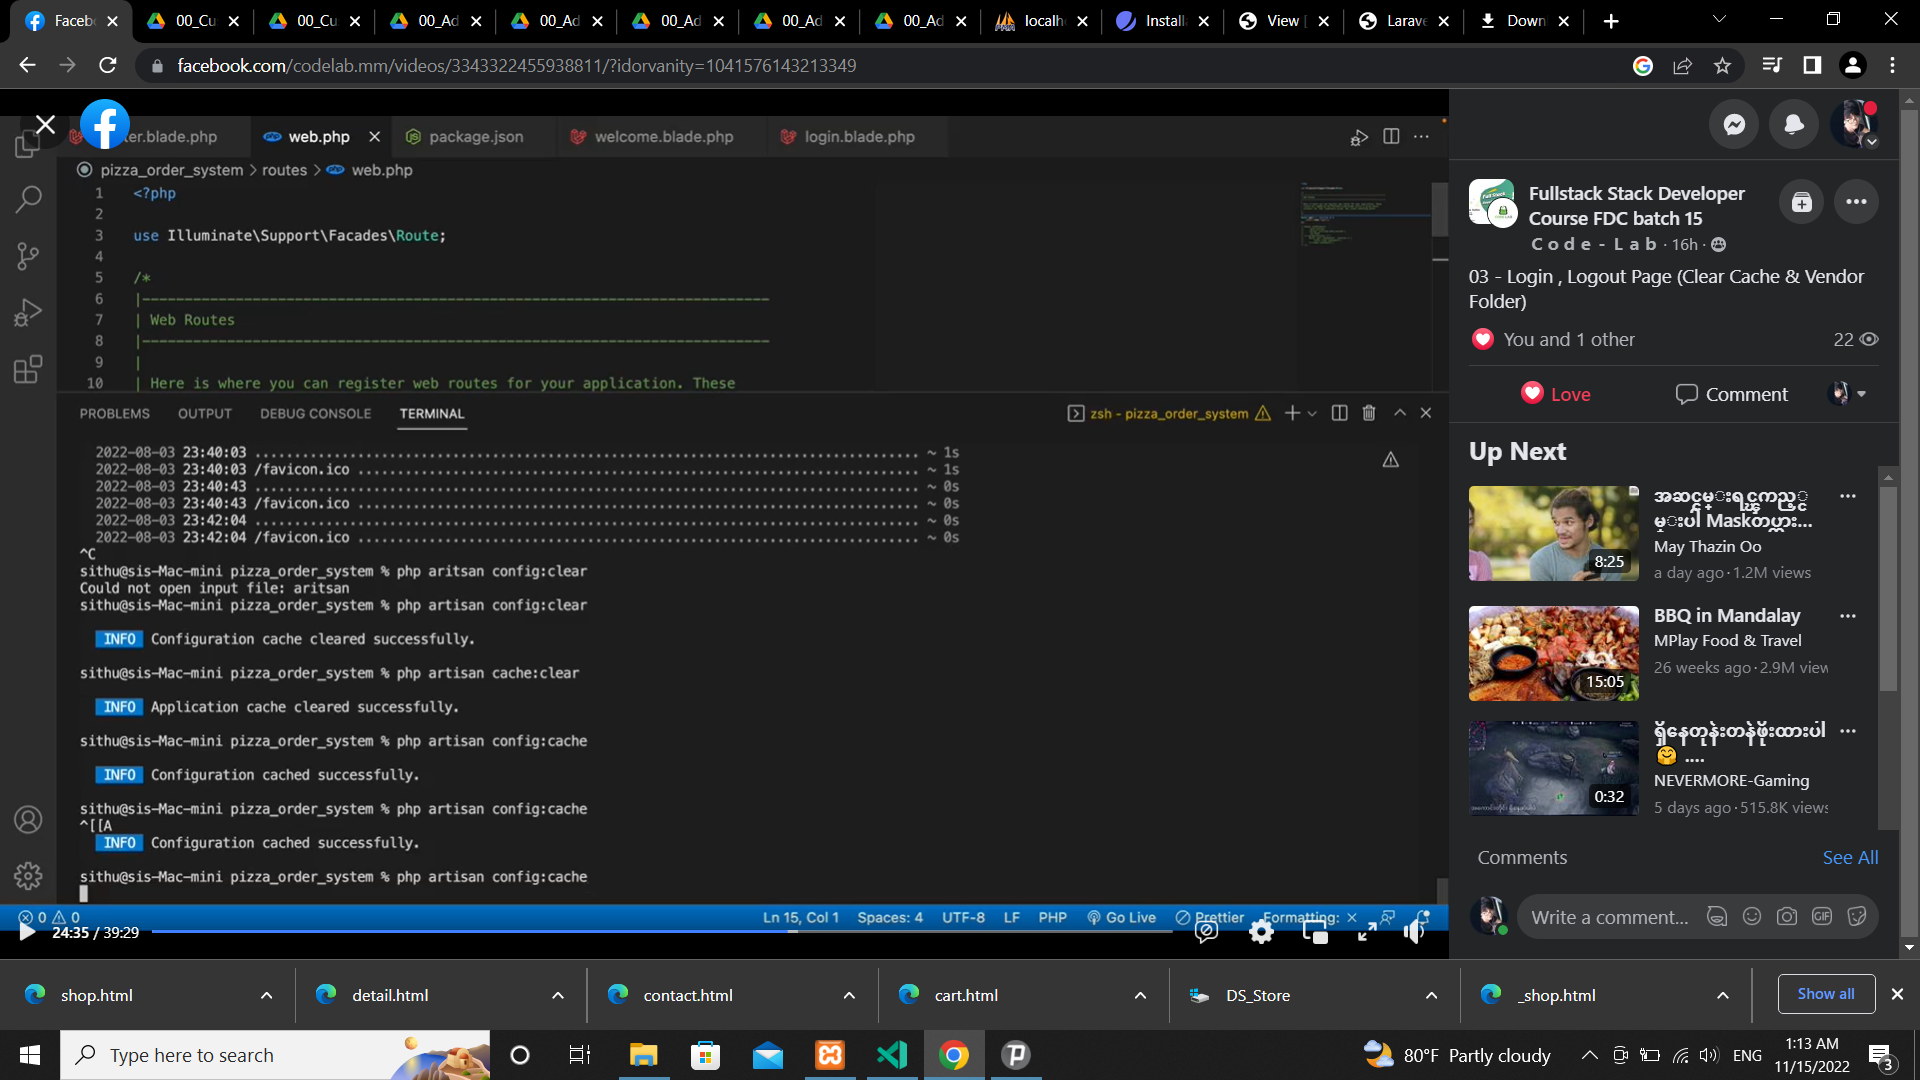 Faceb
00_Cu
00_Cu
00_Ad
00_Ad
00_Ad
00_Ad
00_Ad
localh
Install
View [
Larave
Down
facebook.com/codelab.mm/videos/3343322455938811/?idorvanity=1041576143213349
ter.blade.php
web.php
package.json
welcome.blade.php
login.blade.php
pizza_order_system > routes > web.php
1 <?php
2
3 use Illuminate\Support\Facades\Route;
4
5 /*
6 |--------------------------------------------------------------------------
7 | Web Routes
8 |--------------------------------------------------------------------------
9 |
10 | Here is where you can register web routes for your application. These
PROBLEMS OUTPUT DEBUG CONSOLE TERMINAL
zsh - pizza_order_system
2022-08-03 23:40:03 ............................................................................... ~ 1s
2022-08-03 23:40:03 /favicon.ico ................................................................... ~ 1s
2022-08-03 23:40:43 ............................................................................... ~ 0s
2022-08-03 23:40:43 /favicon.ico ................................................................... ~ 0s
2022-08-03 23:42:04 ............................................................................... ~ 0s
2022-08-03 23:42:04 /favicon.ico ................................................................... ~ 0s
^C
sithu@sis-Mac-mini pizza_order_system % php aritsan config:clear
Could not open input file: aritsan
sithu@sis-Mac-mini pizza_order_system % php artisan config:clear
INFO Configuration cache cleared successfully.
sithu@sis-Mac-mini pizza_order_system % php artisan cache:clear
INFO Application cache cleared successfully.
sithu@sis-Mac-mini pizza_order_system % php artisan config:cache
INFO Configuration cached successfully.
sithu@sis-Mac-mini pizza_order_system % php artisan config:cache
^[[A
INFO Configuration cached successfully.
sithu@sis-Mac-mini pizza_order_system % php artisan config:cache
0 0
Ln 15, Col 1 Spaces: 4 UTF-8 LF PHP Go Live Prettier Formatting: ×
24:35 / 39:29
Fullstack Stack Developer
Course FDC batch 15
C o d e - L a b · 16h ·
03 - Login , Logout Page (Clear Cache & Vendor
Folder)
You and 1 other
22
Love
Comment
Up Next
8:25
Mask
May Thazin Oo
a day ago · 1.2M views
15:05
BBQ in Mandalay
MPlay Food & Travel
26 weeks ago · 2.9M view
0:32
ရှိနေတုန်းတန်ဖိုးထားပါ
🤗 ....
NEVERMORE-Gaming
5 days ago · 515.8K views
Comments
See All
Write a comment...
GIF
shop.html
detail.html
contact.html
cart.html
DS_Store
_shop.html
Show all
Type here to search
80°F Partly cloudy
ENG
1:13 AM
11/15/2022
3